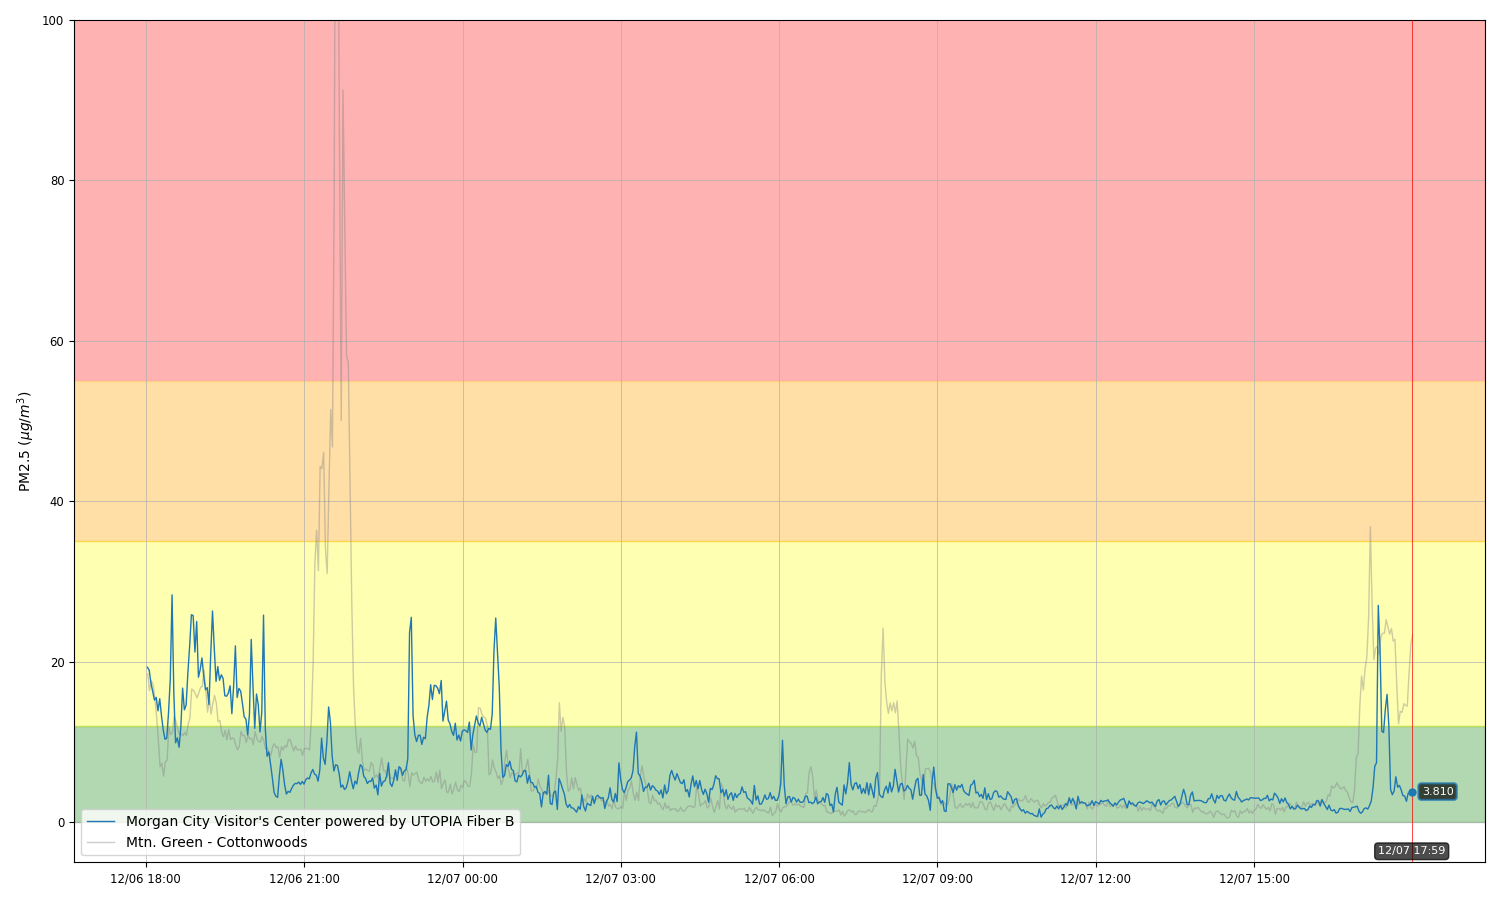 100
80
60
40
20
0
PM2.5 (μg/m³)
Morgan City Visitor's Center powered by UTOPIA Fiber B
Mtn. Green - Cottonwoods
3.810
12/07 17:59
12/06 18:00 12/06 21:00 12/07 00:00 12/07 03:00 12/07 06:00 12/07 09:00 12/07 12:00 12/07 15:00